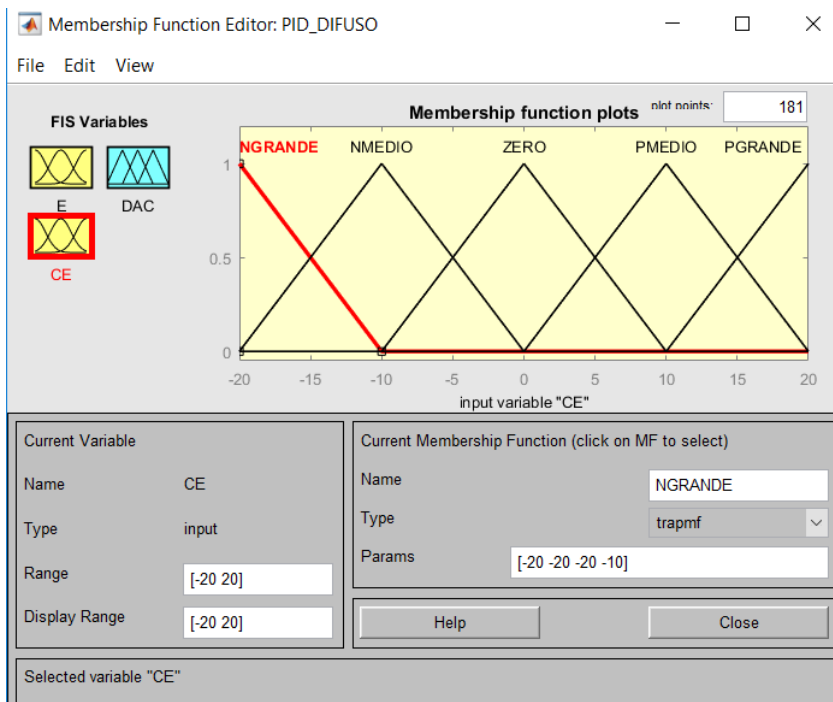 Membership Function Editor: PID_DIFUSO
File Edit View
FIS Variables
E
DAC
CE
Membership function plots
plot points:
181
NGRANDE NMEDIO ZERO PMEDIO PGRANDE
1
0.5
0
-20 -15 -10 -5 0 5 10 15 20
input variable "CE"
Current Variable
Name CE
Type input
Range [-20 20]
Display Range [-20 20]
Current Membership Function (click on MF to select)
Name NGRANDE
Type trapmf
Params [-20 -20 -20 -10]
Help Close
Selected variable "CE"